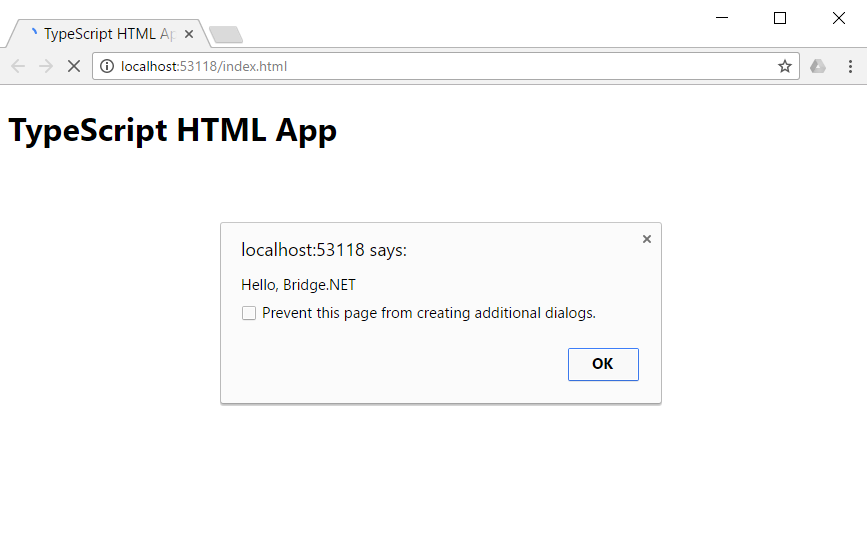 TypeScript HTML Ap
localhost:53118/index.html
TypeScript HTML App
localhost:53118 says:
Hello, Bridge.NET
Prevent this page from creating additional dialogs.
OK